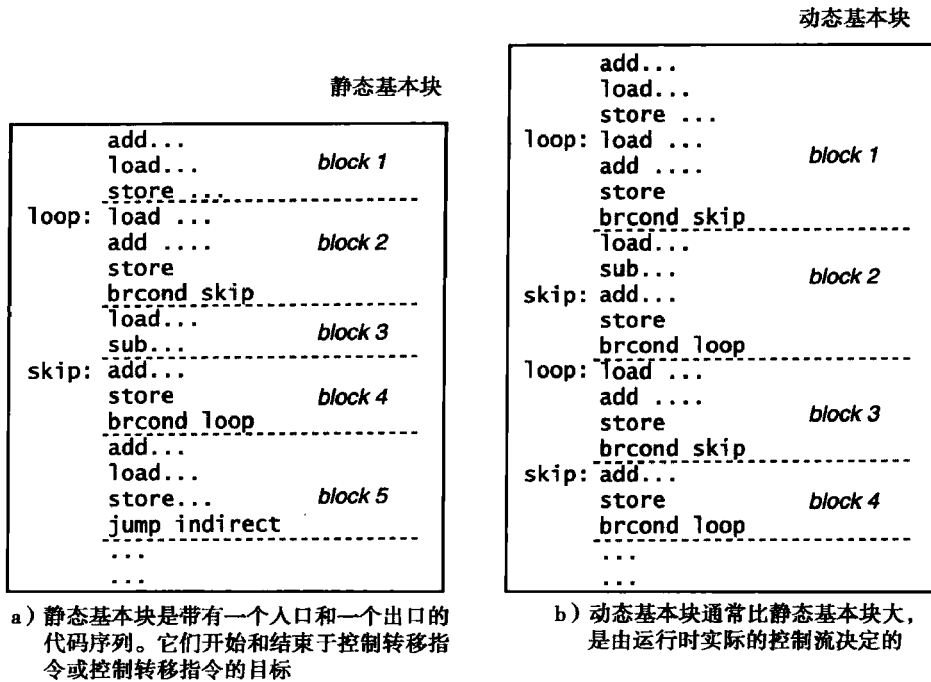 静态基本块
add...
load... block 1
store ...
loop: load ...
add .... block 2
store
brcond skip
load...
sub... block 3
skip: add...
store block 4
brcond loop
add...
load...
store... block 5
jump indirect
...
...
a）静态基本块是带有一个入口和一个出口的
代码序列。它们开始和结束于控制转移指
令或控制转移指令的目标
动态基本块
add...
load...
store ...
loop: load ...
add .... block 1
store
brcond skip
load...
sub... block 2
skip: add...
store
brcond loop
loop: load ...
add .... block 3
store
brcond skip
skip: add...
store block 4
brcond loop
...
...
b）动态基本块通常比静态基本块大，
是由运行时实际的控制流决定的